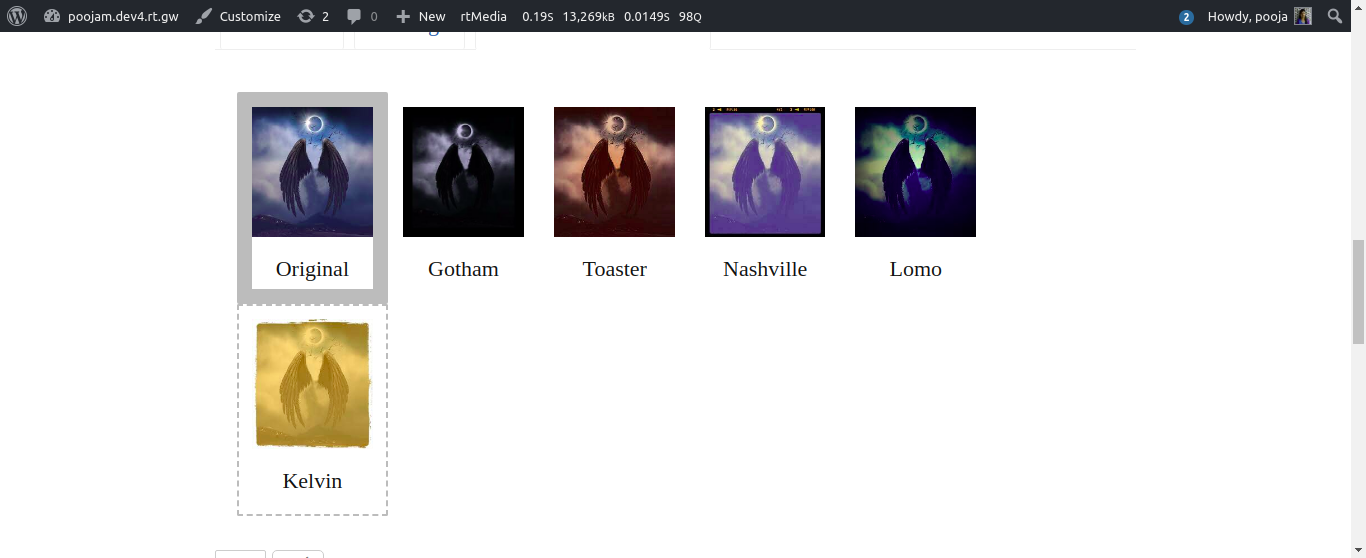 poojam.dev4.rt.gw Customize 2 0 New rtMedia 0.19S 13,269KB 0.0149S 98Q 2 Howdy, pooja
Original Gotham Toaster Nashville Lomo
Kelvin